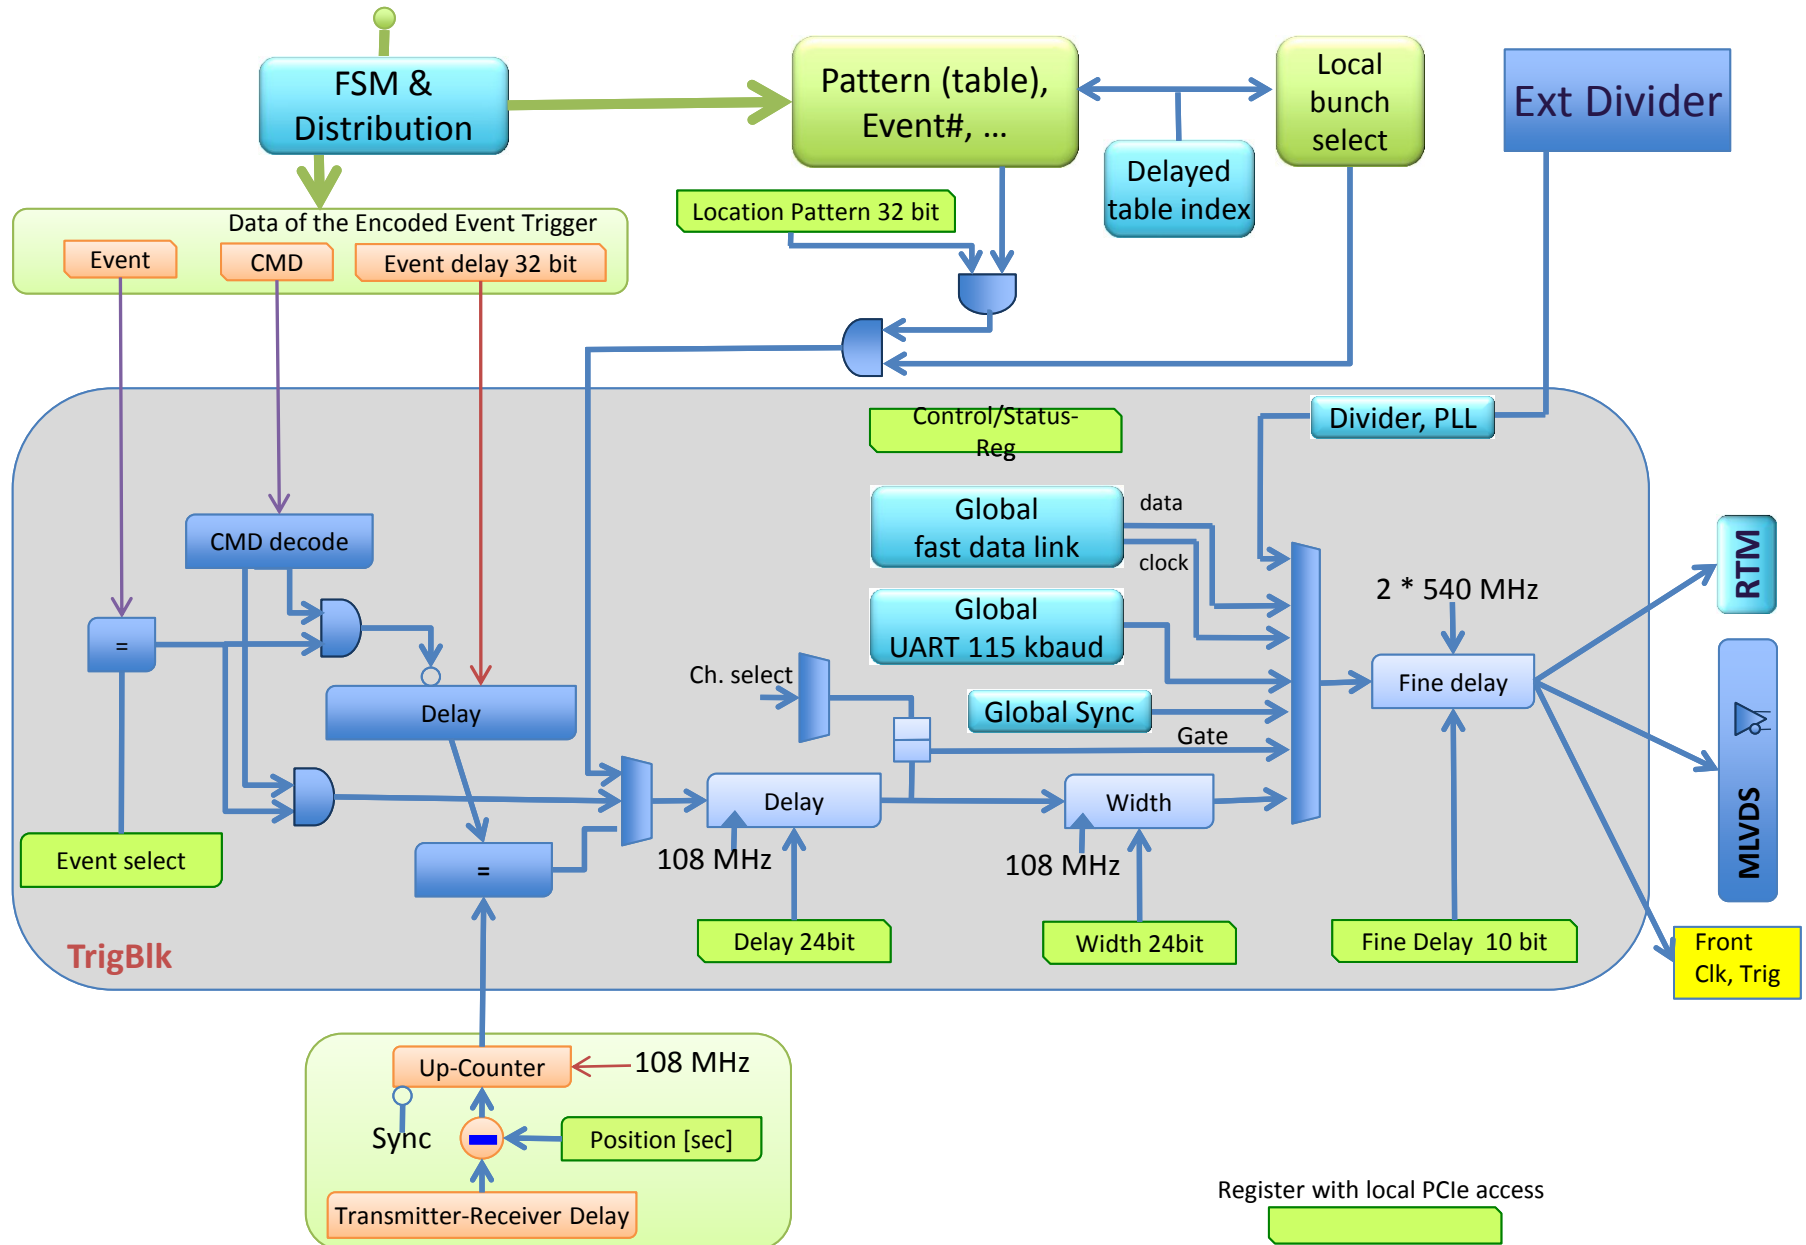 FSM &
Distribution
Pattern (table),
Event#, ...
Local
bunch
select
Ext Divider
Delayed
table index
Location Pattern 32 bit
Data of the Encoded Event Trigger
Event
CMD
Event delay 32 bit
Control/Status-
Reg
Divider, PLL
Global
fast data link
data
clock
CMD decode
Global
UART 115 kbaud
2 * 540 MHz
RTM
=
Ch. select
Fine delay
Delay
Global Sync
Gate
MLVDS
Delay
Width
108 MHz
108 MHz
Event select
=
Delay 24bit
Width 24bit
Fine Delay 10 bit
TrigBlk
Front
Clk, Trig
Up-Counter
108 MHz
Sync
Position [sec]
Transmitter-Receiver Delay
Register with local PCIe access